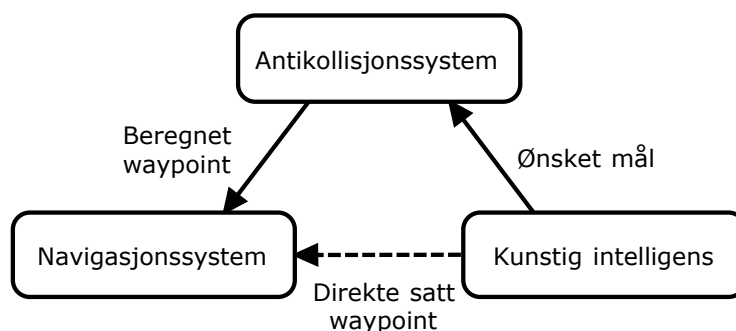 Antikollisjonssystem
Beregnet
waypoint
Ønsket mål
Navigasjonssystem
Kunstig intelligens
Direkte satt
waypoint